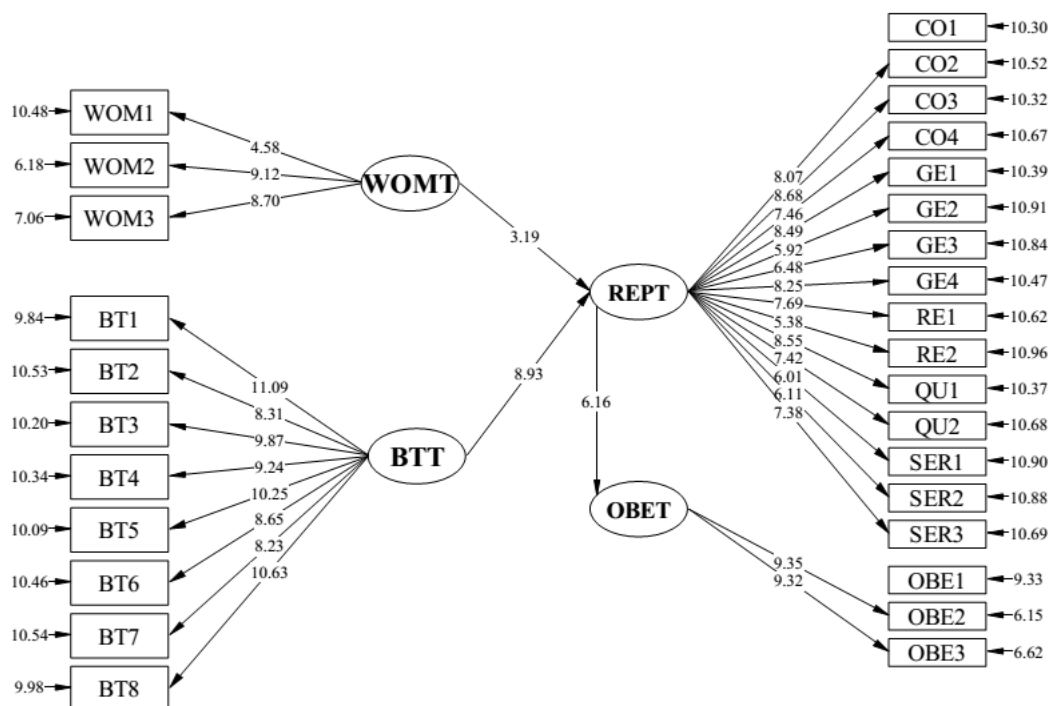 10.48 WOM1
6.18 WOM2
7.06 WOM3
4.58
9.12
8.70
WOMT
3.19
9.84 BT1
10.53 BT2
10.20 BT3
10.34 BT4
10.09 BT5
10.46 BT6
10.54 BT7
9.98 BT8
11.09
8.31
9.87
9.24
10.25
8.65
8.23
10.63
BTT
8.93
REPT
6.16
OBET
8.07
8.68
7.46
8.49
5.92
6.48
8.25
7.69
5.38
8.55
7.42
6.01
6.11
7.38
CO1 10.30
CO2 10.52
CO3 10.32
CO4 10.67
GE1 10.39
GE2 10.91
GE3 10.84
GE4 10.47
RE1 10.62
RE2 10.96
QU1 10.37
QU2 10.68
SER1 10.90
SER2 10.88
SER3 10.69
9.35
9.32
OBE1 9.33
OBE2 6.15
OBE3 6.62